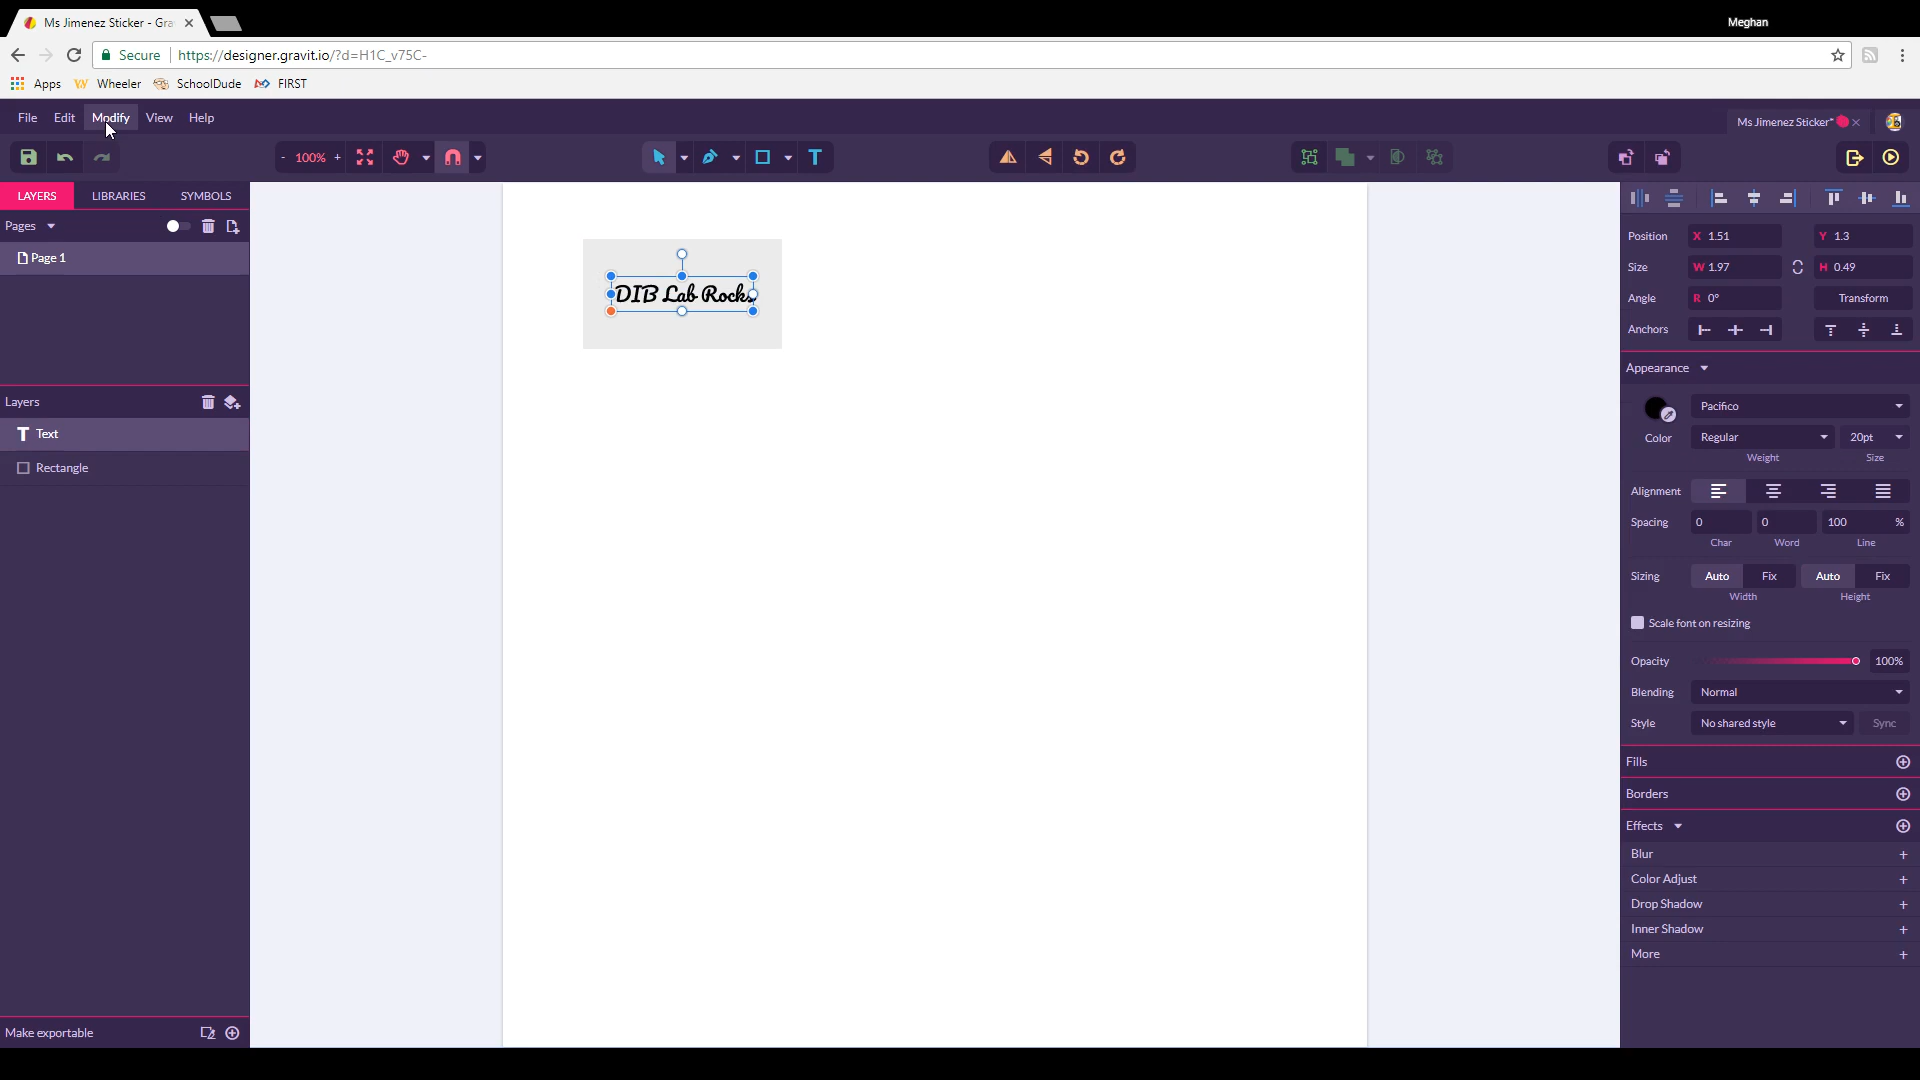 Ms Jimenez Sticker - Gra
Meghan
Secure https://designer.gravit.io/?d=H1C_v75C-
Apps Wheeler SchoolDude FIRST
File Edit Modify View Help
Ms Jimenez Sticker*
- 100% +
LAYERS LIBRARIES SYMBOLS
Pages
Page 1
Layers
Text
Rectangle
Make exportable
DIB Lab Rocks
Position X 1.51 Y 1.3
Size W 1.97 H 0.49
Angle R 0° Transform
Anchors
Appearance
Pacifico
Color Regular 20pt
Weight Size
Alignment
Spacing 0 0 100 %
Char Word Line
Sizing Auto Fix Auto Fix
Width Height
Scale font on resizing
Opacity 100%
Blending Normal
Style No shared style Sync
Fills
Borders
Effects
Blur +
Color Adjust +
Drop Shadow +
Inner Shadow +
More +